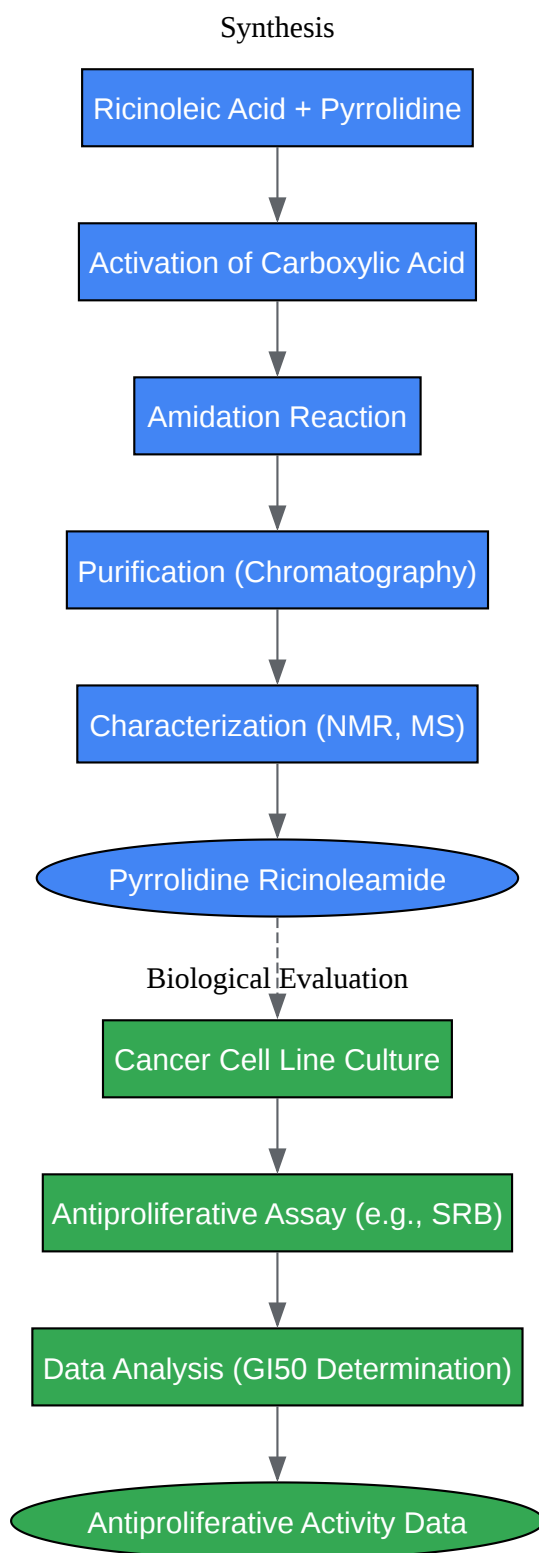 Synthesis
Ricinoleic Acid + Pyrrolidine
Activation of Carboxylic Acid
Amidation Reaction
Purification (Chromatography)
Characterization (NMR, MS)
Pyrrolidine Ricinoleamide
Biological Evaluation
Cancer Cell Line Culture
Antiproliferative Assay (e.g., SRB)
Data Analysis (GI50 Determination)
Antiproliferative Activity Data